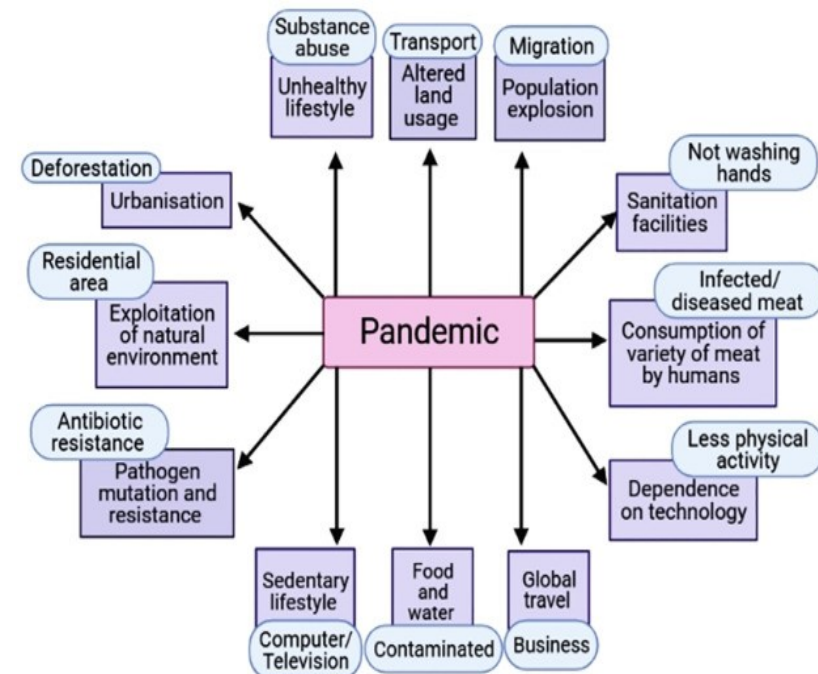 Substance
abuse
Unhealthy
lifestyle
Transport
Altered
land
usage
Migration
Population
explosion
Not washing
hands
Sanitation
facilities
Deforestation
Urbanisation
Residential
area
Exploitation
of natural
environment
Pandemic
Infected/
diseased meat
Consumption of
variety of meat
by humans
Antibiotic
resistance
Pathogen
mutation and
resistance
Less physical
activity
Dependence
on technology
Sedentary
lifestyle
Computer/
Television
Food
and
water
Contaminated
Global
travel
Business